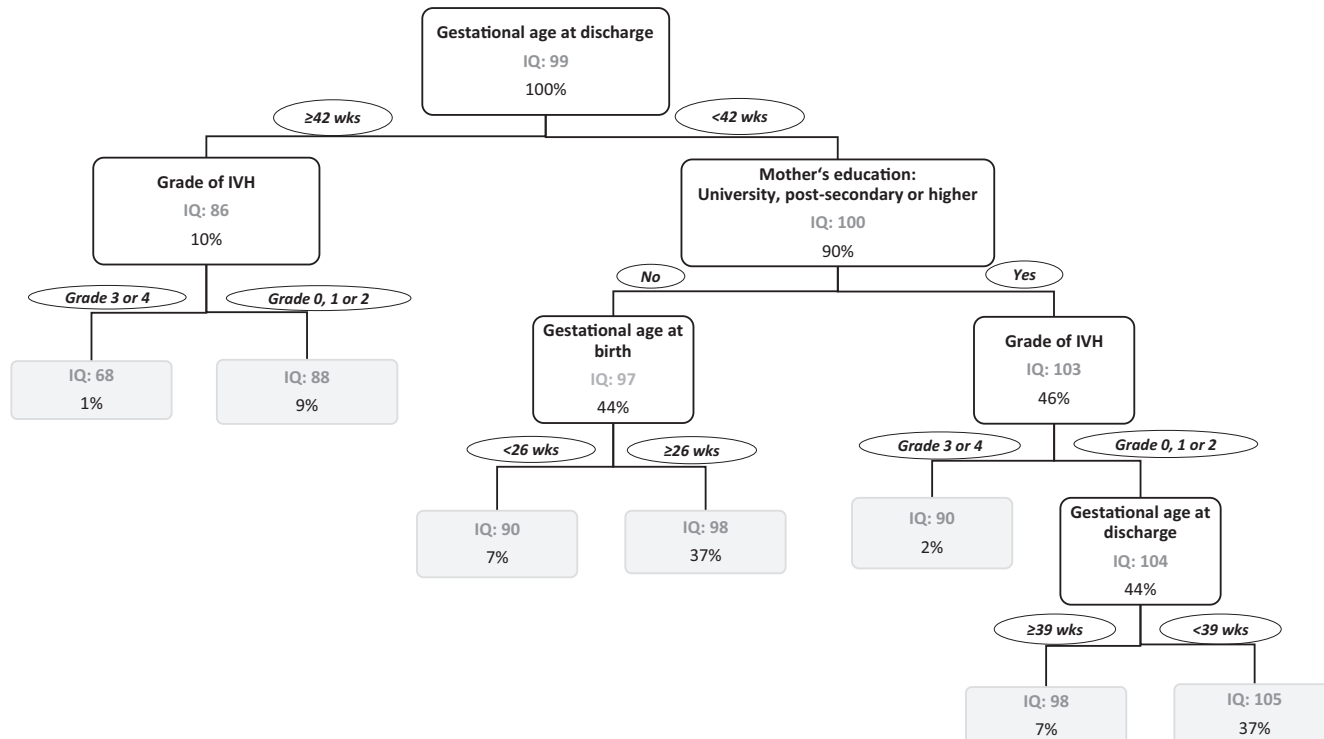 Gestational age at discharge
IQ: 99
100%
≥42 wks
<42 wks
Grade of IVH
IQ: 86
10%
Mother‘s education:
University, post-secondary or higher
IQ: 100
90%
Grade 3 or 4
Grade 0, 1 or 2
No
Yes
IQ: 68
1%
IQ: 88
9%
Gestational age at
birth
IQ: 97
44%
Grade of IVH
IQ: 103
46%
<26 wks
≥26 wks
Grade 3 or 4
Grade 0, 1 or 2
IQ: 90
7%
IQ: 98
37%
IQ: 90
2%
Gestational age at
discharge
IQ: 104
44%
≥39 wks
<39 wks
IQ: 98
7%
IQ: 105
37%